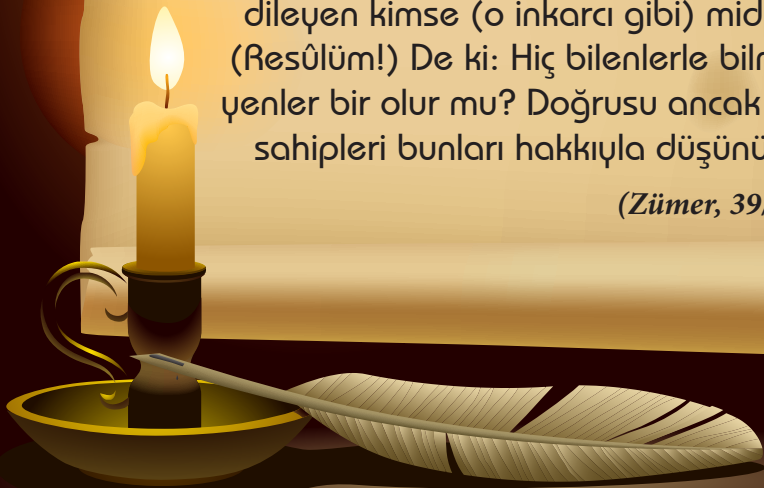 dileyen kimse (o inkarcı gibi) mid
(Resûlüm!) De ki: Hiç bilenlerle bilm
yenler bir olur mu? Doğrusu ancak
sahipleri bunları hakkıyla düşünü
(Zümer, 39/